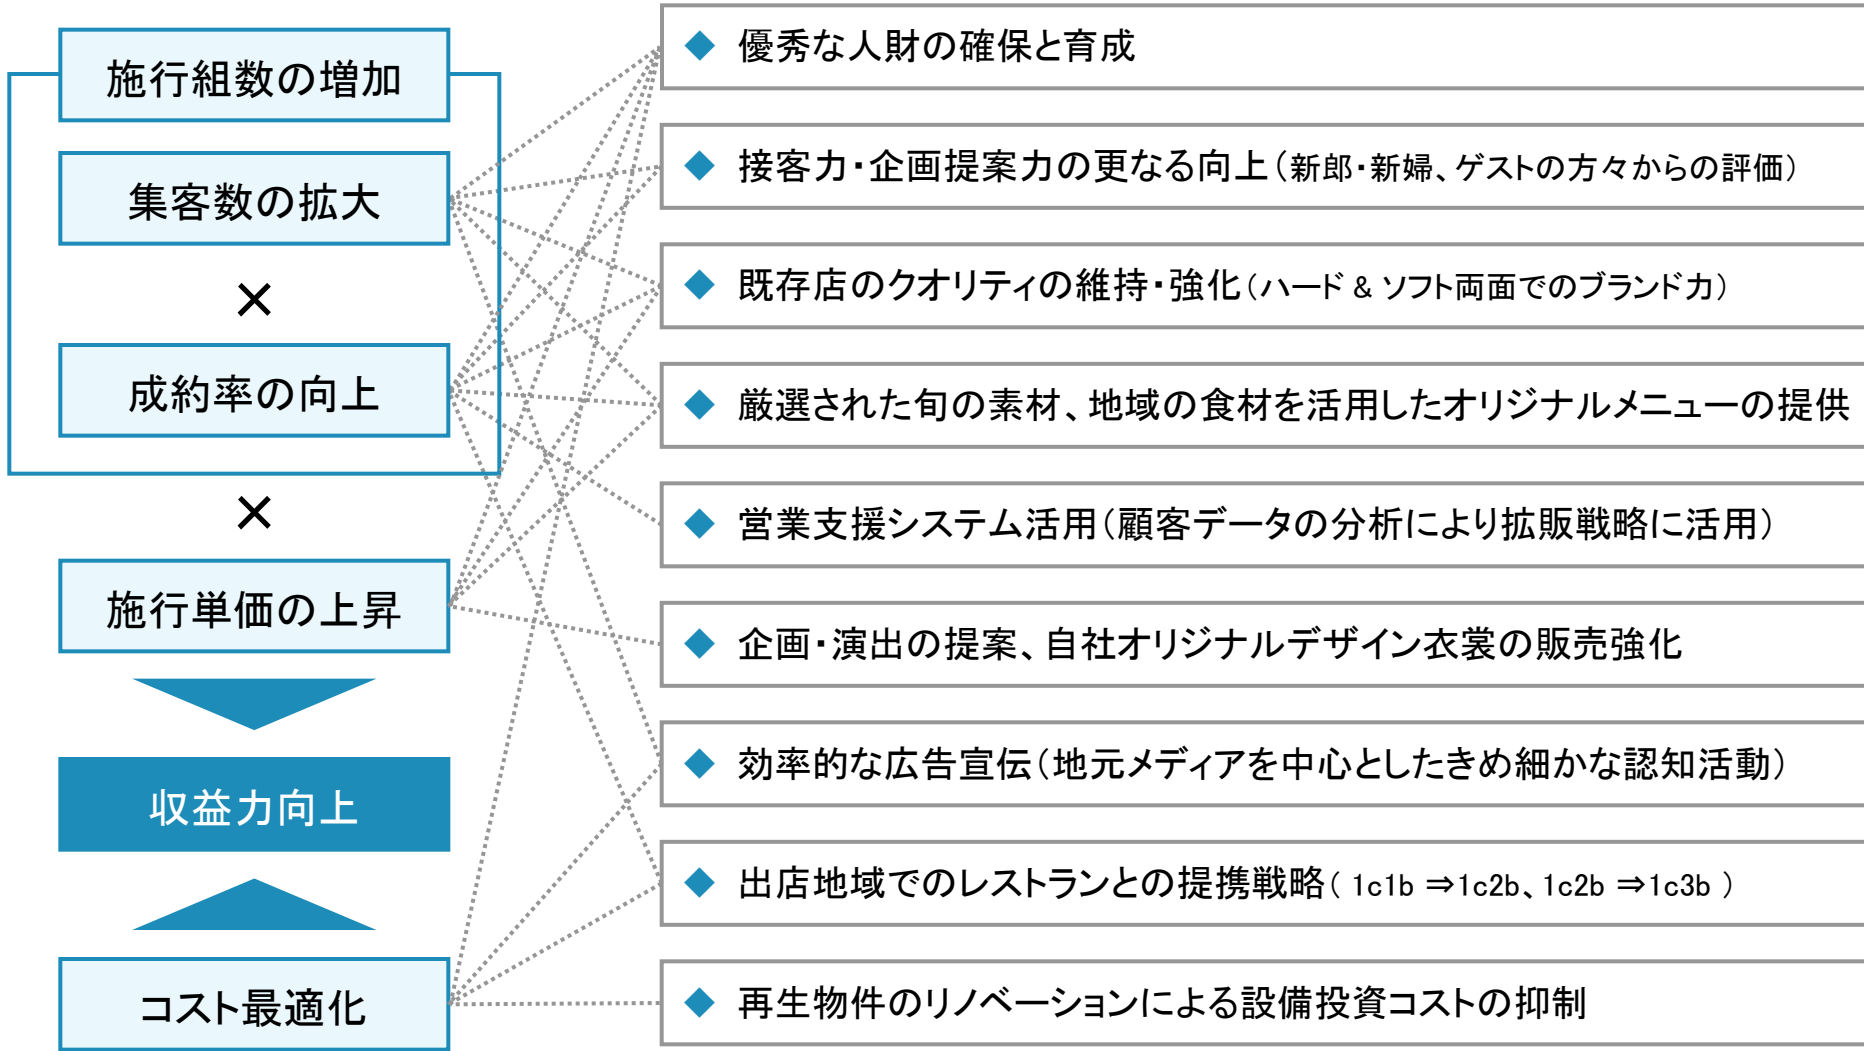 施行組数の増加
集客数の拡大
×
成約率の向上
×
施行単価の上昇
収益力向上
コスト最適化
◆ 優秀な人財の確保と育成
◆ 接客力・企画提案力の更なる向上（新郎・新婦、ゲストの方々からの評価）
◆ 既存店のクオリティの維持・強化（ハード & ソフト両面でのブランド力）
◆ 厳選された旬の素材、地域の食材を活用したオリジナルメニューの提供
◆ 営業支援システム活用（顧客データの分析により拡販戦略に活用）
◆ 企画・演出の提案、自社オリジナルデザイン衣裳の販売強化
◆ 効率的な広告宣伝（地元メディアを中心としたきめ細かな認知活動）
◆ 出店地域でのレストランとの提携戦略（ 1c1b ⇒1c2b、1c2b ⇒1c3b ）
◆ 再生物件のリノベーションによる設備投資コストの抑制